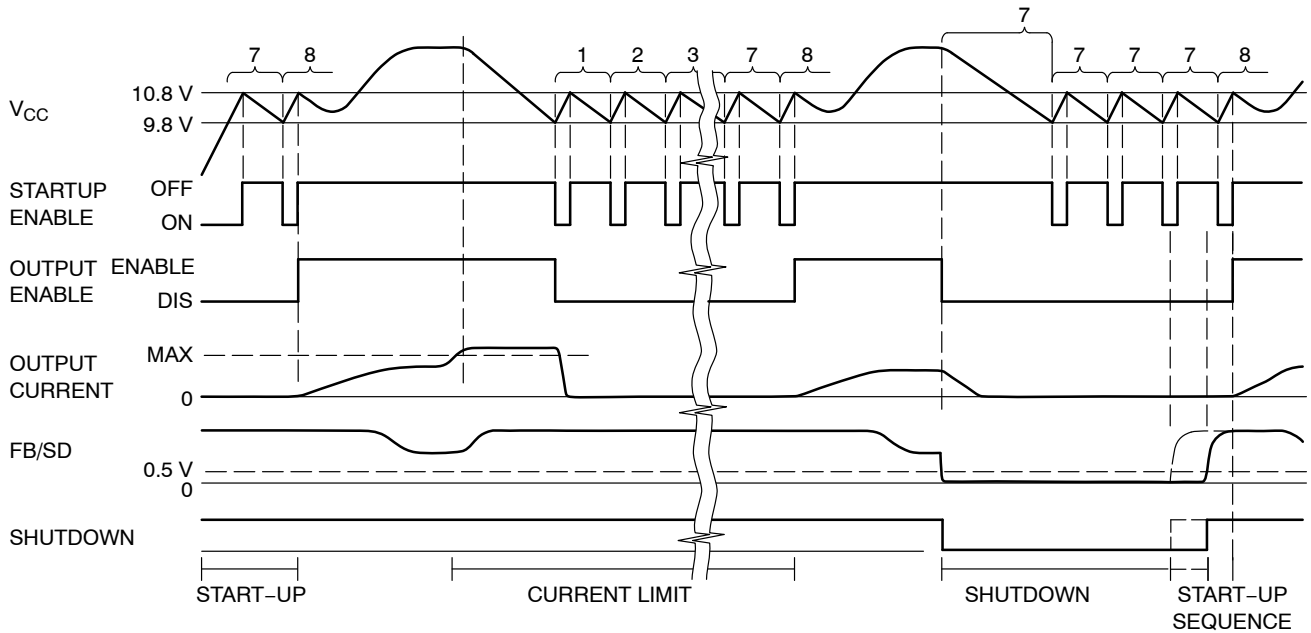 7
7 8 1 2 3 7 8 7 7 7 8
10.8 V
V_CC
9.8 V
STARTUP ENABLE
OFF
ON
OUTPUT ENABLE
ENABLE
DIS
OUTPUT CURRENT
MAX
0
FB/SD
0.5 V
0
SHUTDOWN
START–UP CURRENT LIMIT SHUTDOWN START–UP
SEQUENCE